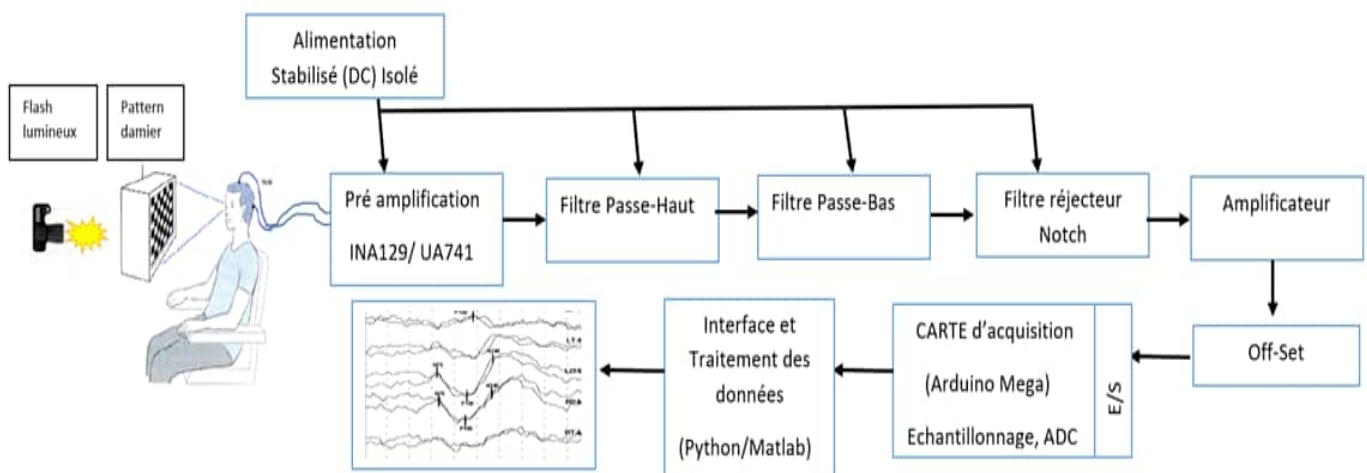 Alimentation
Stabilisé (DC) Isolé
Flash
lumineux
Pattern
damier
Pré amplification
INA129/ UA741
Filtre Passe-Haut
Filtre Passe-Bas
Filtre réjecteur
Notch
Amplificateur
Off-Set
CARTE d'acquisition
(Arduino Mega)
Echantillonnage, ADC
E/S
Interface et
Traitement des
données
(Python/Matlab)